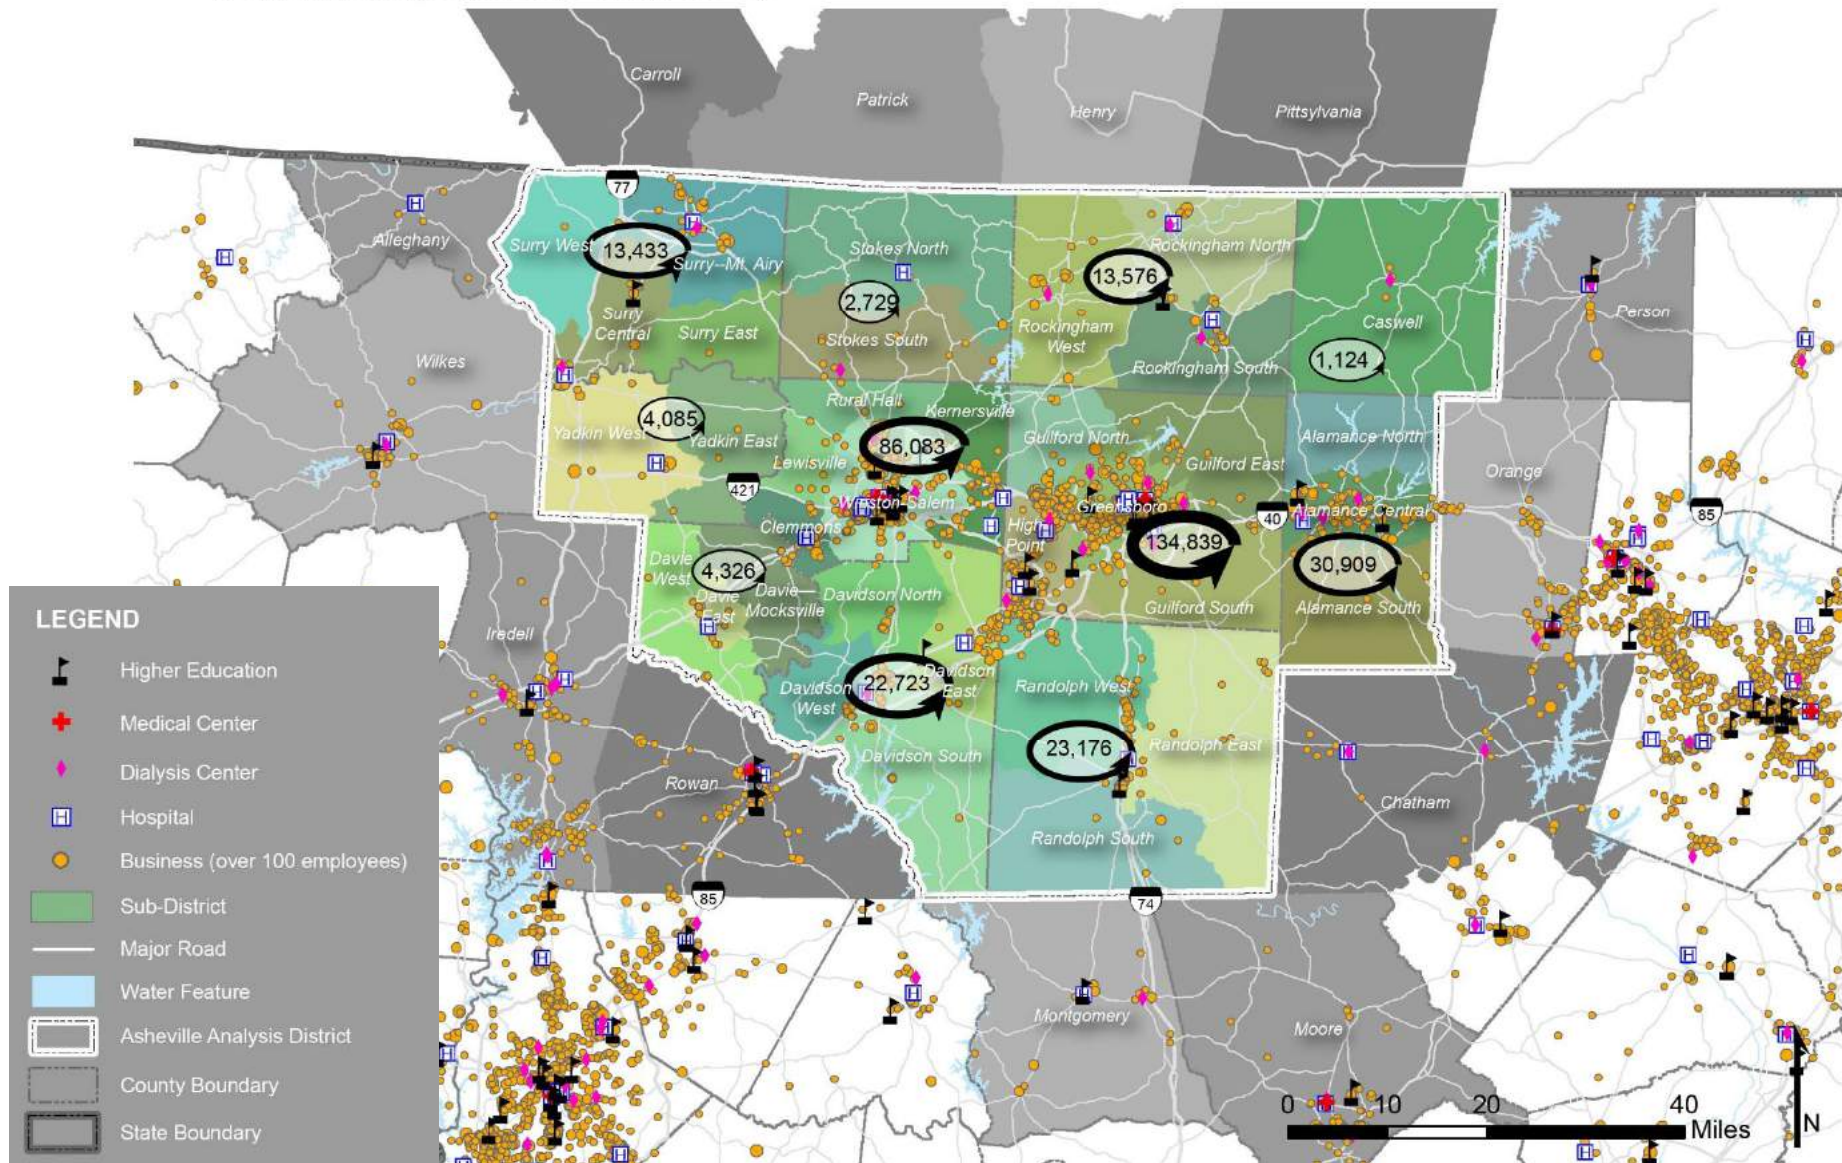 Carroll
Patrick
Henry
Pittsylvania
77
Alleghany
Surry West
13,433
Surry--Mt. Airy
Stokes North
13,576
Rockingham North
2,729
Surry
Central
Surry East
Stokes South
Rockingham
West
Caswell
Person
Wilkes
1,124
Rockingham South
Rural Hall
Kernersville
4,085
Yadkin West
Yadkin East
86,083
Guilford North
Guilford East
Alamance North
Lewisville
Orange
421
Winston-Salem
Greensboro
40
Alamance Central
85
Clemmons
High
Point
134,839
30,909
Davie
West
4,326
Davie
East
Davie—
Mocksville
Davidson North
Guilford South
Alamance South
Iredell
22,723
Davidson
West
Davidson
East
Randolph West
23,176
Randolph East
Davidson South
Rowan
Chatham
Randolph South
85
74
Montgomery
Moore
LEGEND
Higher Education
Medical Center
Dialysis Center
H Hospital
Business (over 100 employees)
Sub-District
Major Road
Water Feature
Asheville Analysis District
County Boundary
State Boundary
0 10 20 40
Miles
N